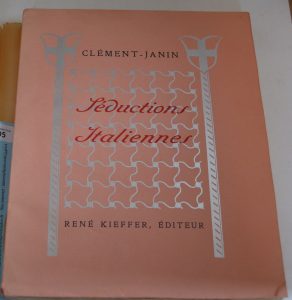 CLÉMENT-JANIN
Séductions
Italiennes
RENÉ KIEFFER, ÉDITEUR